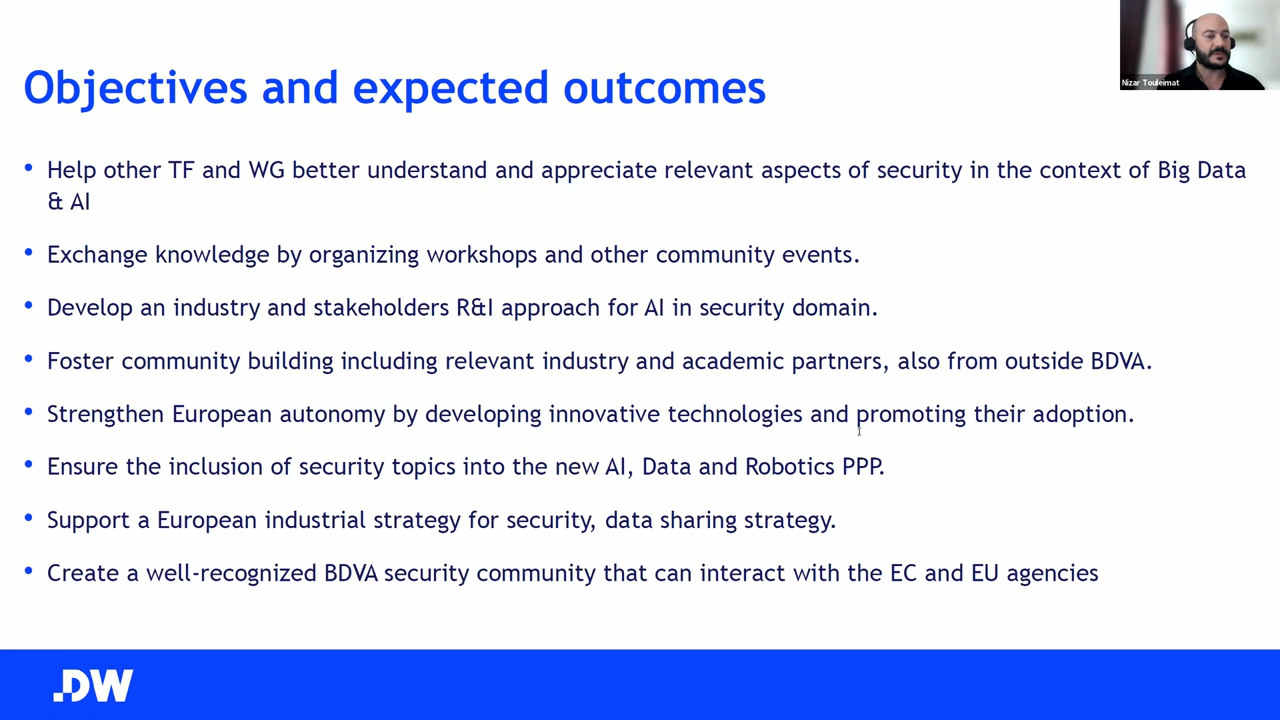 Nizar Touleimat
Objectives and expected outcomes
• Help other TF and WG better understand and appreciate relevant aspects of security in the context of Big Data
& AI
• Exchange knowledge by organizing workshops and other community events.
• Develop an industry and stakeholders R&I approach for AI in security domain.
• Foster community building including relevant industry and academic partners, also from outside BDVA.
• Strengthen European autonomy by developing innovative technologies and promoting their adoption.
• Ensure the inclusion of security topics into the new AI, Data and Robotics PPP.
• Support a European industrial strategy for security, data sharing strategy.
• Create a well-recognized BDVA security community that can interact with the EC and EU agencies
.DW